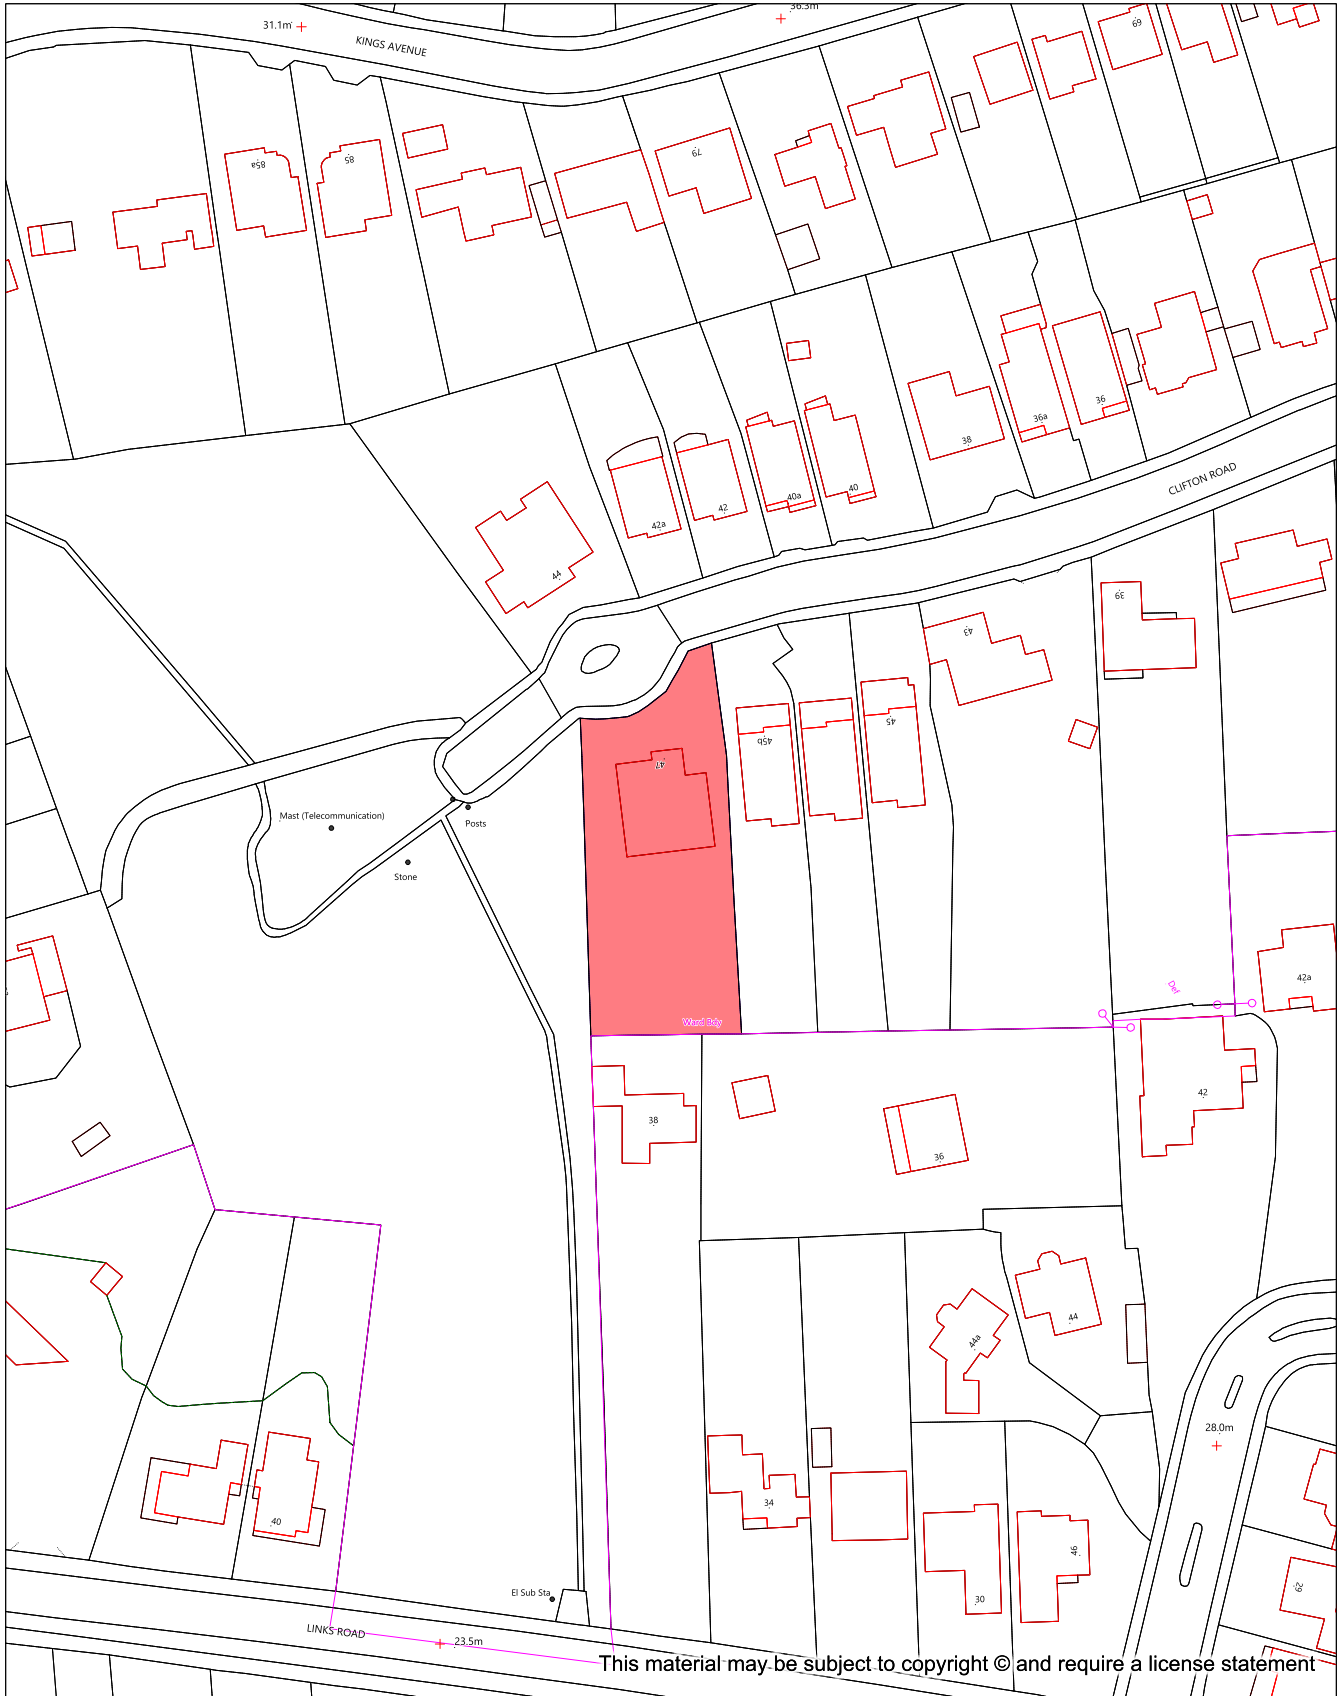 36.3m
31.1m
KINGS AVENUE
69
79
85
85a
36
36a
38
40
40a
42
42a
44
CLIFTON ROAD
39
43
45
45b
47
Mast (Telecommunication)
Posts
Stone
42a
Def
Ward Bdy
42
38
36
44
44a
28.0m
34
40
46
29
30
El Sub Sta
LINKS ROAD
23.5m
This material may be subject to copyright © and require a license statement